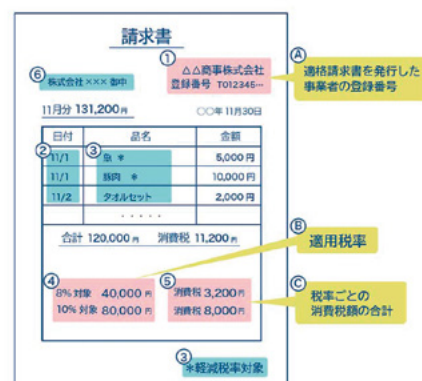 請求書
① △△商事株式会社
登録番号 T012345…
Ⓐ 適格請求書を発行した
事業者の登録番号
⑥ 株式会社××× 御中
11月分 131,200円
○○年 11月30日
日付 品名 金額
② 11/1 ③ 魚 * 5,000円
11/1 豚肉 * 10,000円
11/2 タオルセット 2,000円
.....
合計 120,000円 消費税 11,200円
Ⓑ 適用税率
④ 8%対象 40,000円
10%対象 80,000円
⑤ 消費税 3,200円
消費税 8,000円
Ⓒ 税率ごとの
消費税額の合計
③ *軽減税率対象